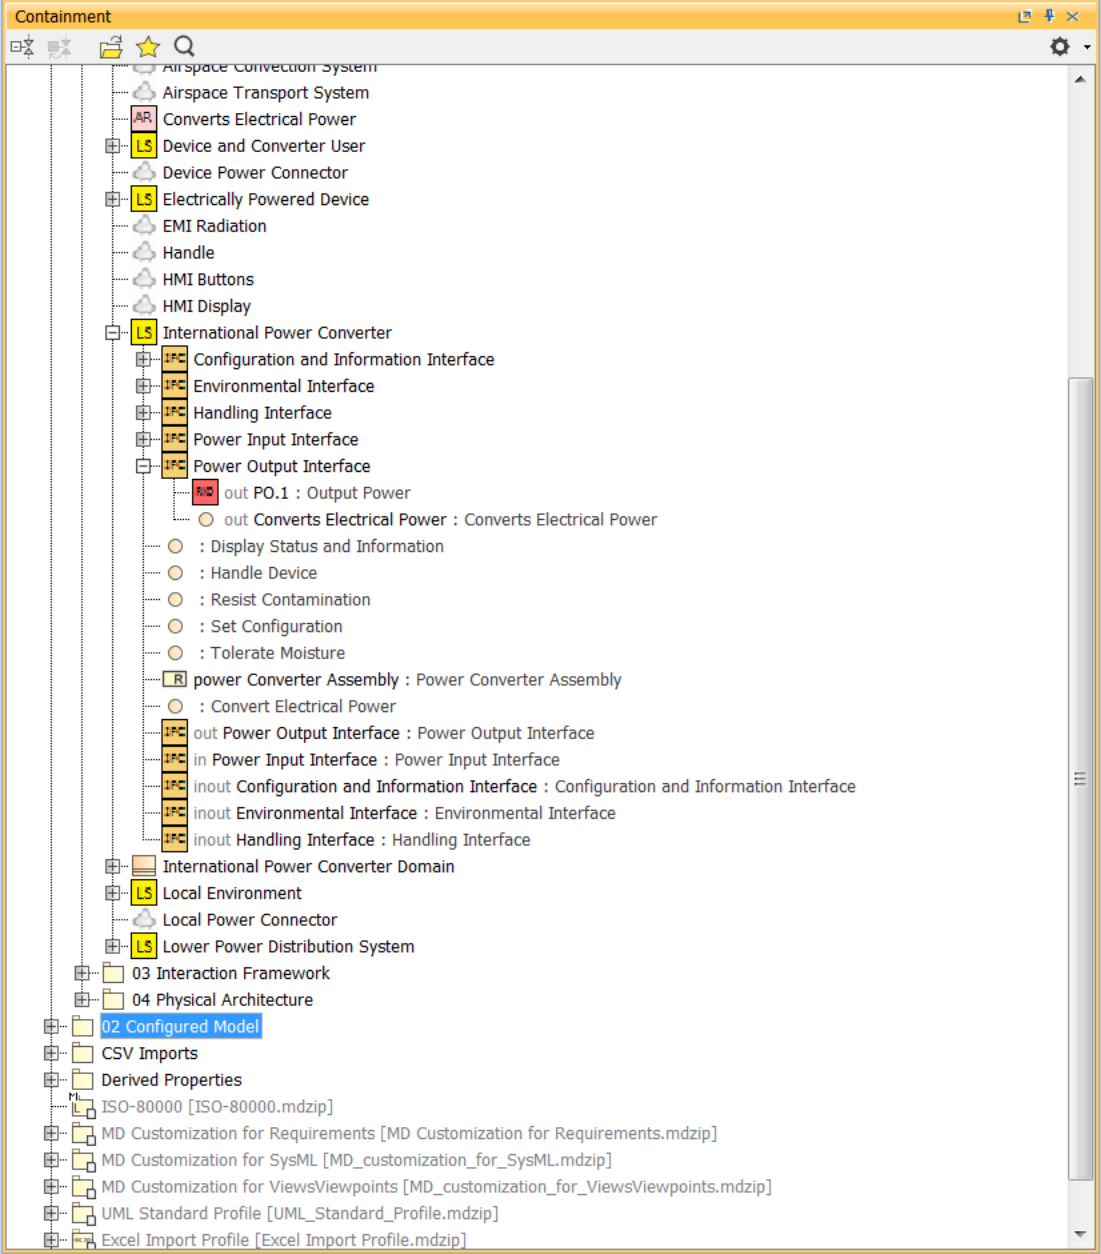 Containment
Airspace Convection System
Airspace Transport System
AR Converts Electrical Power
LS Device and Converter User
Device Power Connector
LS Electrically Powered Device
EMI Radiation
Handle
HMI Buttons
HMI Display
LS International Power Converter
IFC Configuration and Information Interface
IFC Environmental Interface
IFC Handling Interface
IFC Power Input Interface
IFC Power Output Interface
out PO.1 : Output Power
out Converts Electrical Power : Converts Electrical Power
: Display Status and Information
: Handle Device
: Resist Contamination
: Set Configuration
: Tolerate Moisture
R power Converter Assembly : Power Converter Assembly
: Convert Electrical Power
IFC out Power Output Interface : Power Output Interface
IFC in Power Input Interface : Power Input Interface
IFC inout Configuration and Information Interface : Configuration and Information Interface
IFC inout Environmental Interface : Environmental Interface
IFC inout Handling Interface : Handling Interface
International Power Converter Domain
LS Local Environment
Local Power Connector
LS Lower Power Distribution System
03 Interaction Framework
04 Physical Architecture
02 Configured Model
CSV Imports
Derived Properties
ML ISO-80000 [ISO-80000.mdzip]
MD Customization for Requirements [MD Customization for Requirements.mdzip]
MD Customization for SysML [MD_customization_for_SysML.mdzip]
MD Customization for ViewsViewpoints [MD_customization_for_ViewsViewpoints.mdzip]
UML Standard Profile [UML_Standard_Profile.mdzip]
Excel Import Profile [Excel Import Profile.mdzip]